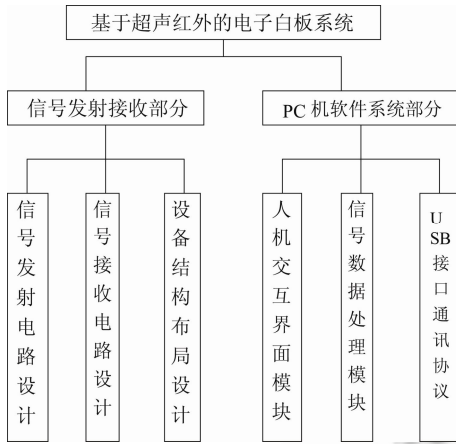 基于超声红外的电子白板系统
信号发射接收部分
PC 机软件系统部分
信号发射电路设计
信号接收电路设计
设备结构布局设计
人机交互界面模块
信号数据处理模块
USB接口通讯协议